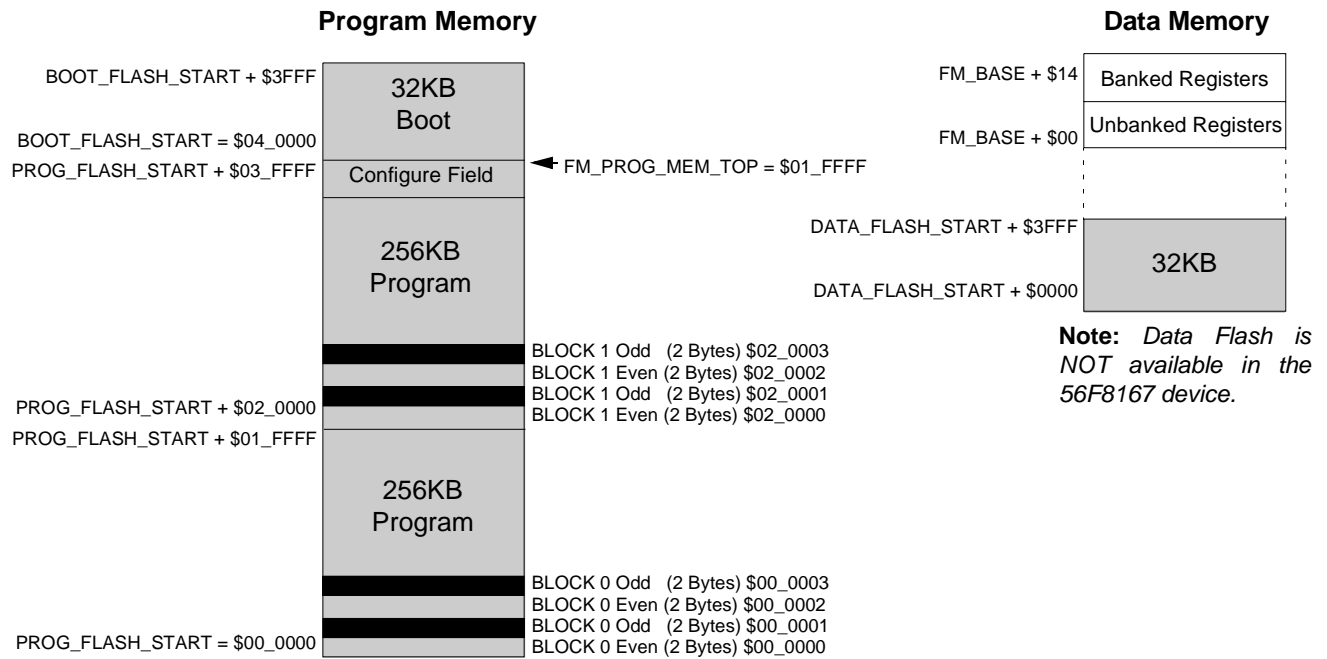 Program Memory
BOOT_FLASH_START + $3FFF
32KB
Boot
BOOT_FLASH_START = $04_0000
PROG_FLASH_START + $03_FFFF
Configure Field
FM_PROG_MEM_TOP = $01_FFFF
256KB
Program
BLOCK 1 Odd (2 Bytes) $02_0003
BLOCK 1 Even (2 Bytes) $02_0002
BLOCK 1 Odd (2 Bytes) $02_0001
PROG_FLASH_START + $02_0000
BLOCK 1 Even (2 Bytes) $02_0000
PROG_FLASH_START + $01_FFFF
256KB
Program
BLOCK 0 Odd (2 Bytes) $00_0003
BLOCK 0 Even (2 Bytes) $00_0002
BLOCK 0 Odd (2 Bytes) $00_0001
PROG_FLASH_START = $00_0000
BLOCK 0 Even (2 Bytes) $00_0000
Data Memory
FM_BASE + $14
Banked Registers
Unbanked Registers
FM_BASE + $00
DATA_FLASH_START + $3FFF
32KB
DATA_FLASH_START + $0000
Note: Data Flash is
NOT available in the
56F8167 device.